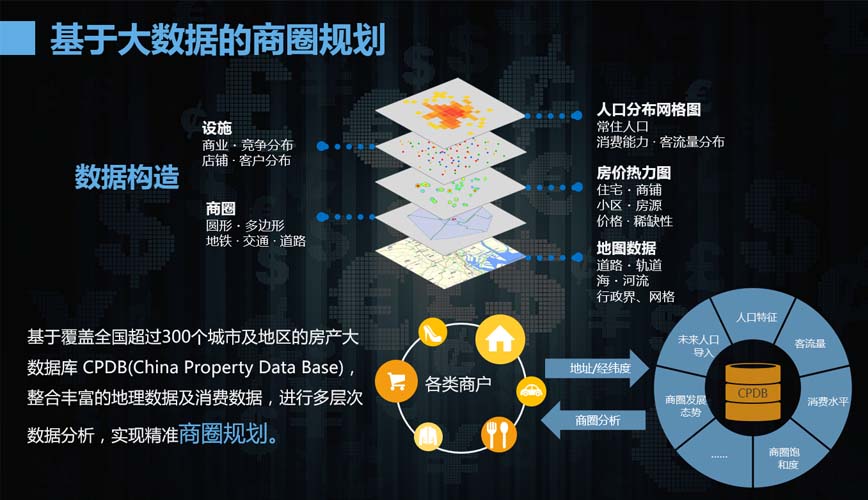 基于大数据的商圈规划
数据构造
设施
商业·竞争分布
店铺·客户分布
商圈
圆形·多边形
地铁·交通·道路
人口分布网格图
常住人口
消费能力·客流量分布
房价热力图
住宅·商铺
小区·房源
价格·稀缺性
地图数据
道路·轨道
海·河流
行政界、网格
基于覆盖全国超过300个城市及地区的房产大
数据库 CPDB(China Property Data Base)，
整合丰富的地理数据及消费数据，进行多层次
数据分析，实现精准商圈规划。
各类商户
地址/经纬度
商圈分析
人口特征
客流量
消费水平
商圈饱
和度
......
商圈发展
态势
未来人口
导入
CPDB